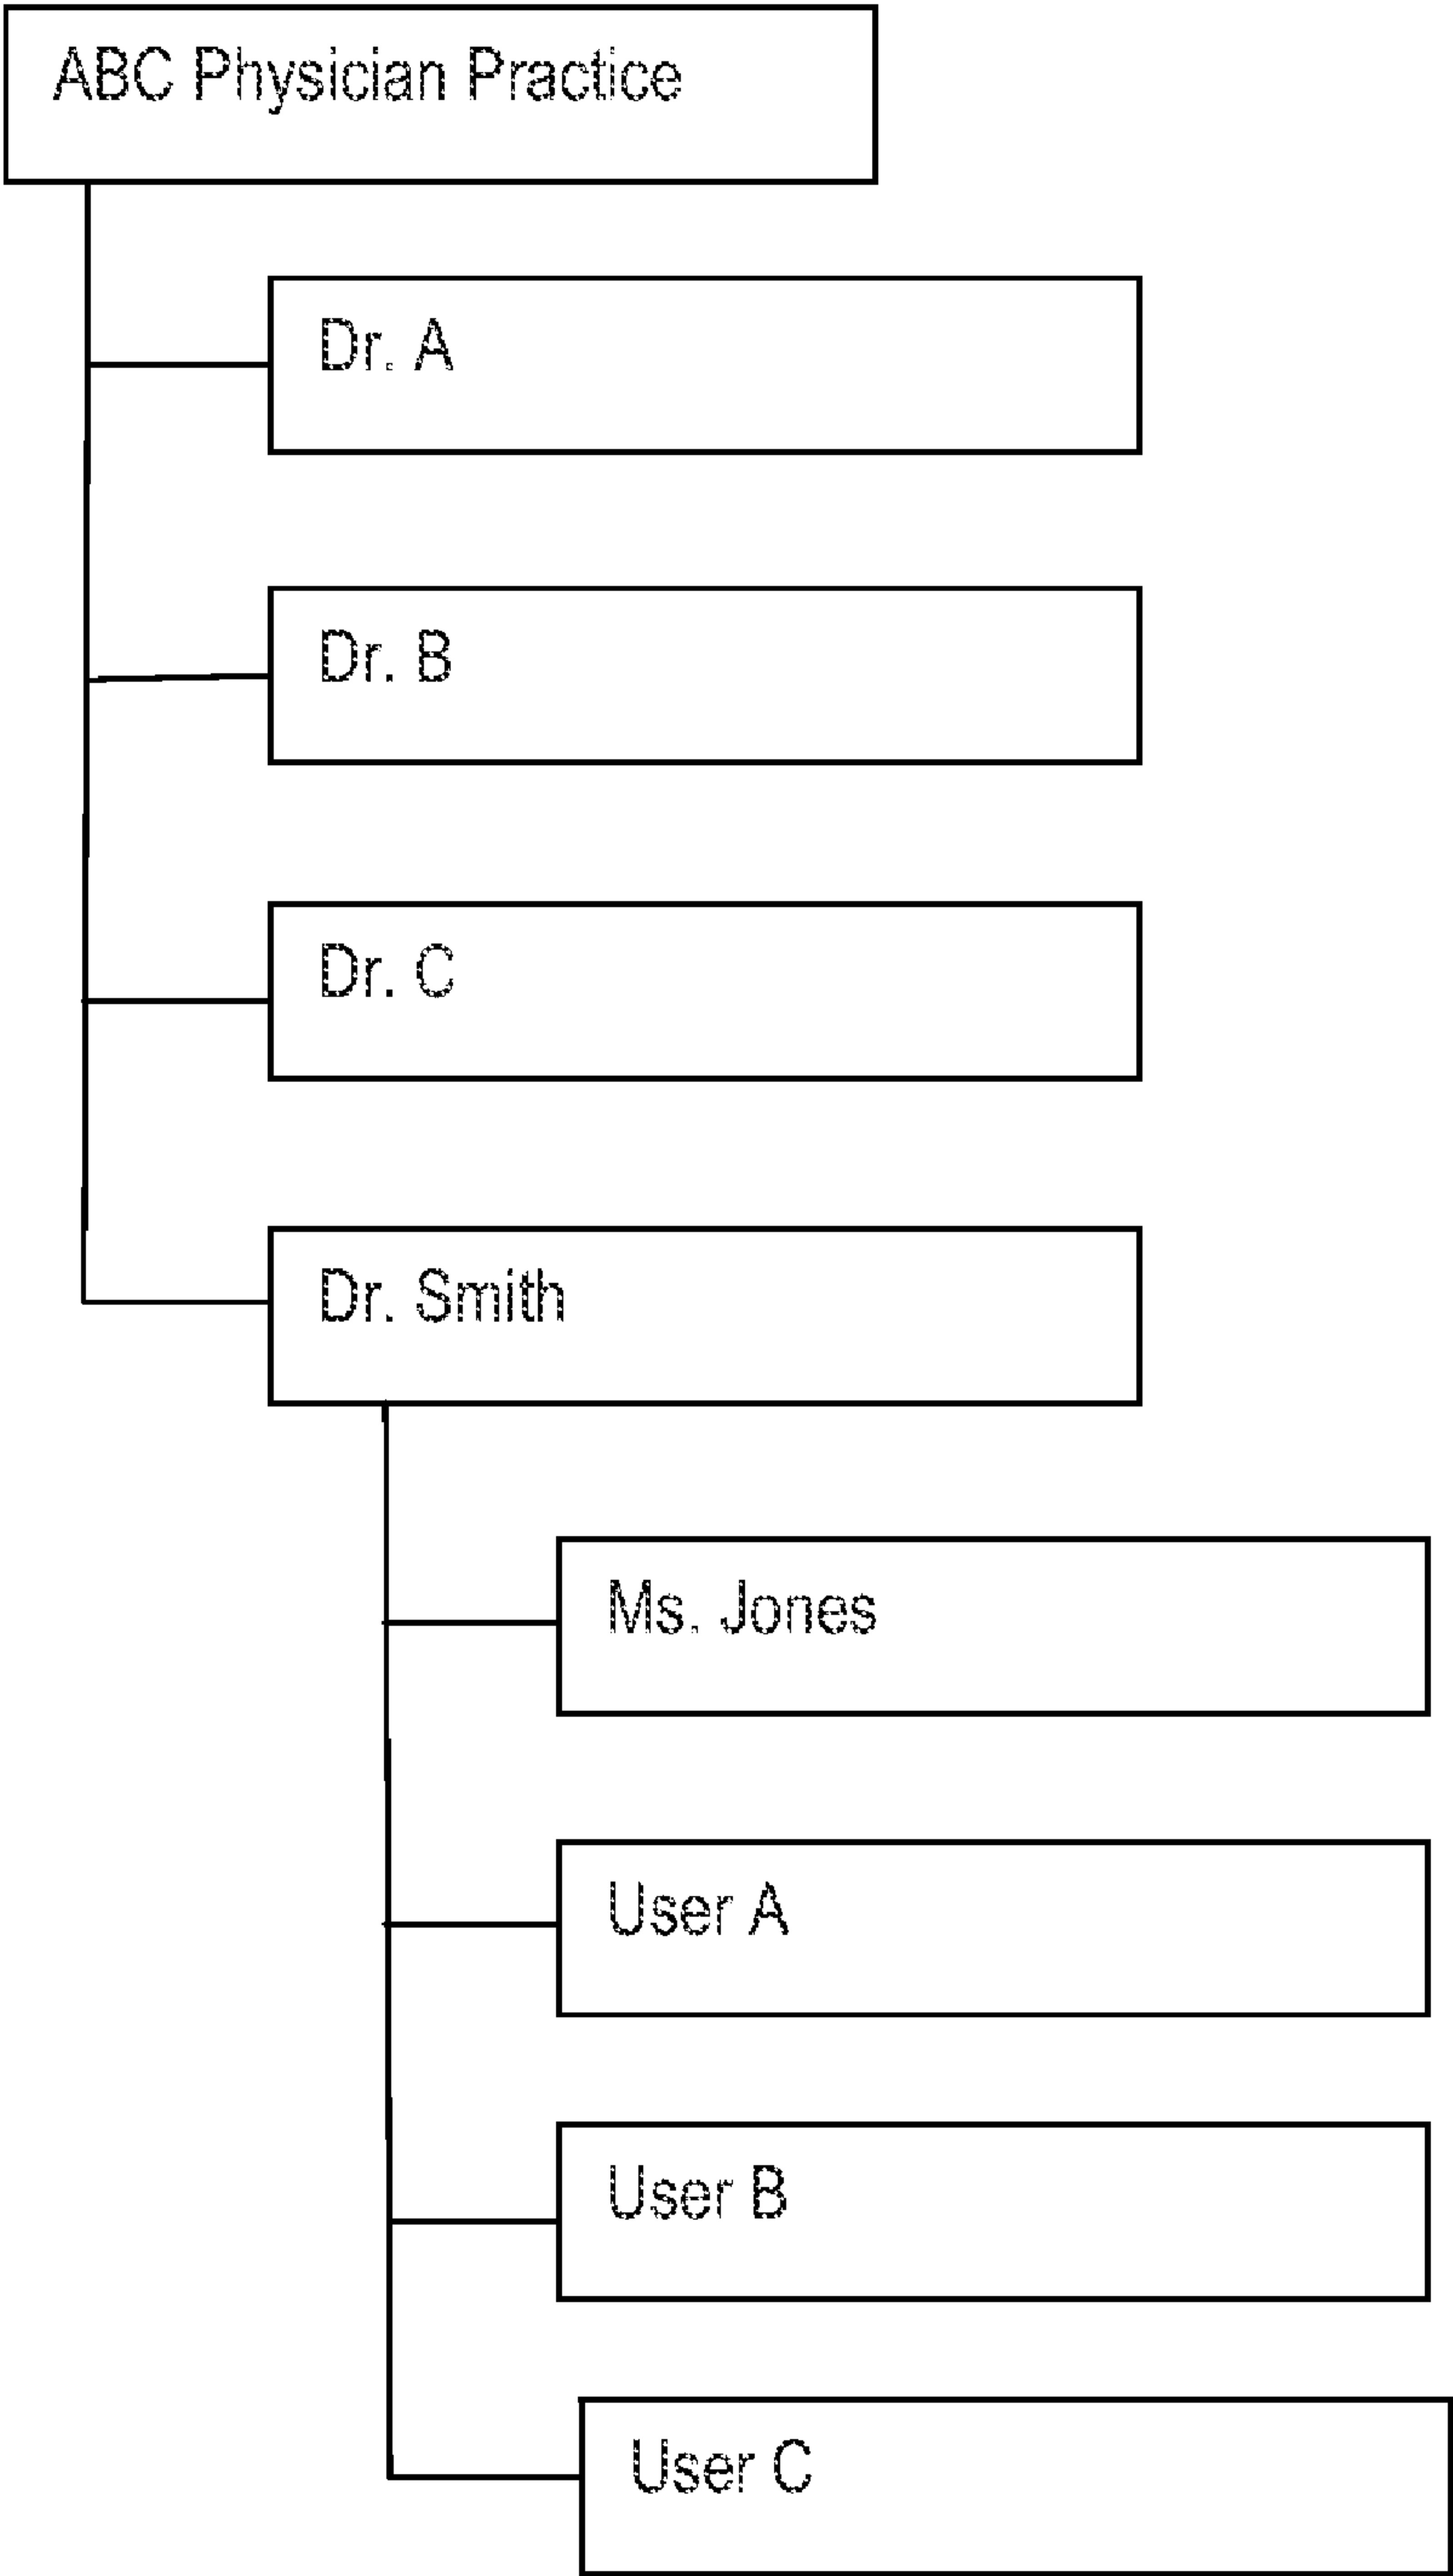 ABC Physician Practice
Dr. A
Dr. B
Dr. C
Dr. Smith
Ms. Jones
User A
User B
User C